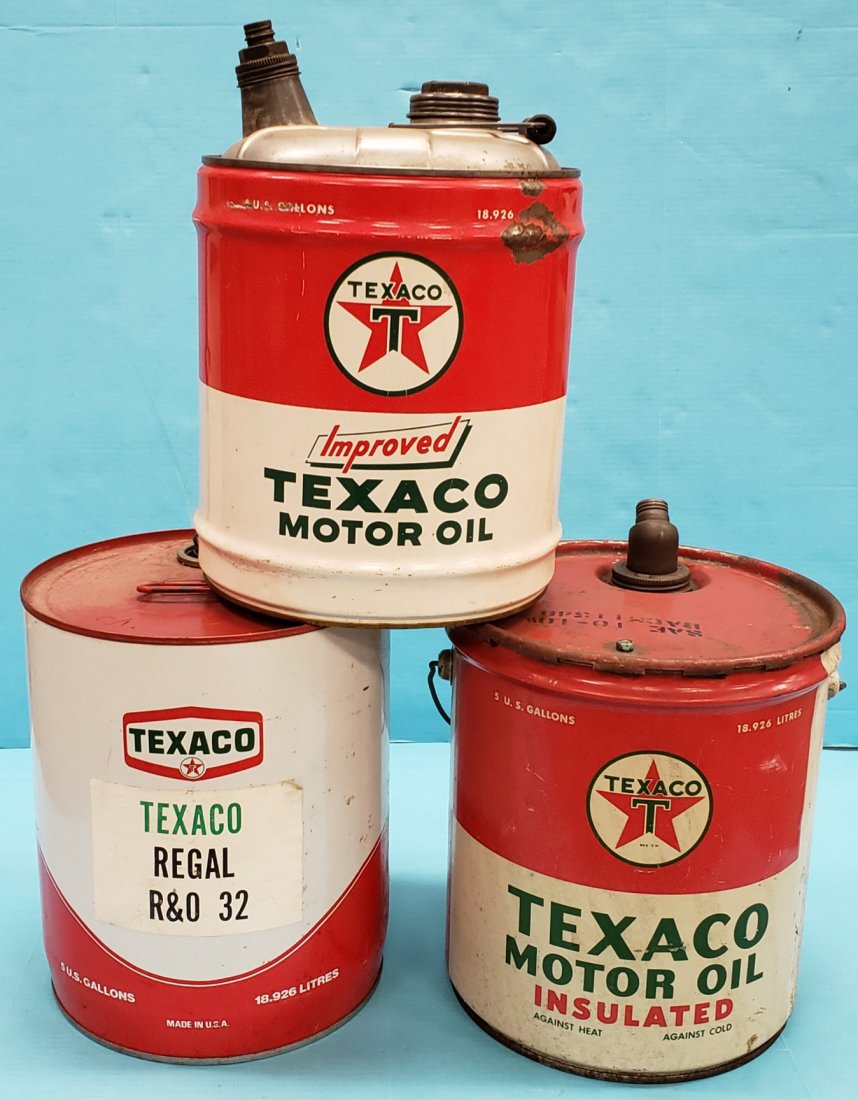 U.S. GALLONS
18.926
TEXACO
T
Improved
TEXACO
MOTOR OIL
TEXACO
T
TEXACO
REGAL
R&O 32
5 U.S. GALLONS
18.926 LITRES
MADE IN U.S.A.
SAE
5 U.S. GALLONS
18.926 LITRES
TEXACO
T
TEXACO
MOTOR OIL
INSULATED
AGAINST HEAT
AGAINST COLD